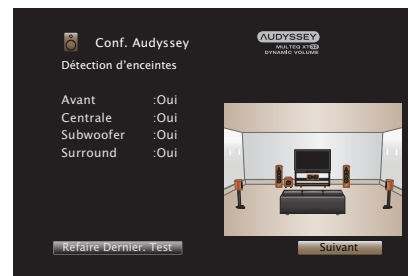 Conf. Audyssey
AUDYSSEY
MULTEQ XT32
DYNAMIC VOLUME
Détection d'enceintes
Avant :Oui
Centrale :Oui
Subwoofer :Oui
Surround :Oui
Refaire Dernier. Test
Suivant